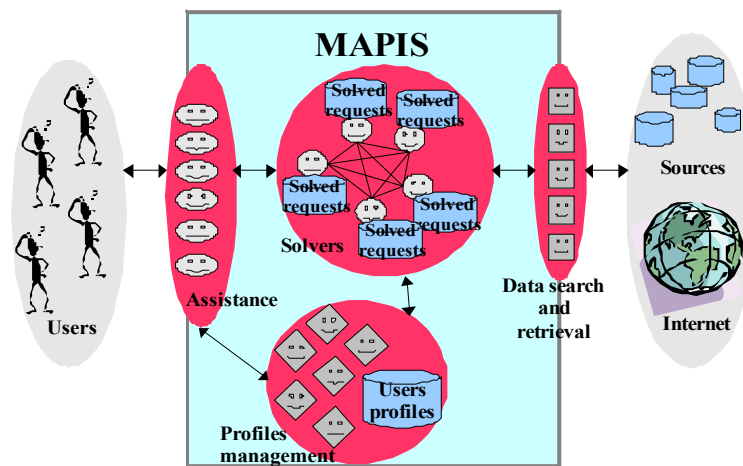 MAPIS
Solved
requests
Solved
requests
Solved
requests
Solved
requests
Solved
requests
Solvers
Assistance
Users
Data search
and
retrieval
Sources
Internet
Users
profiles
Profiles
management